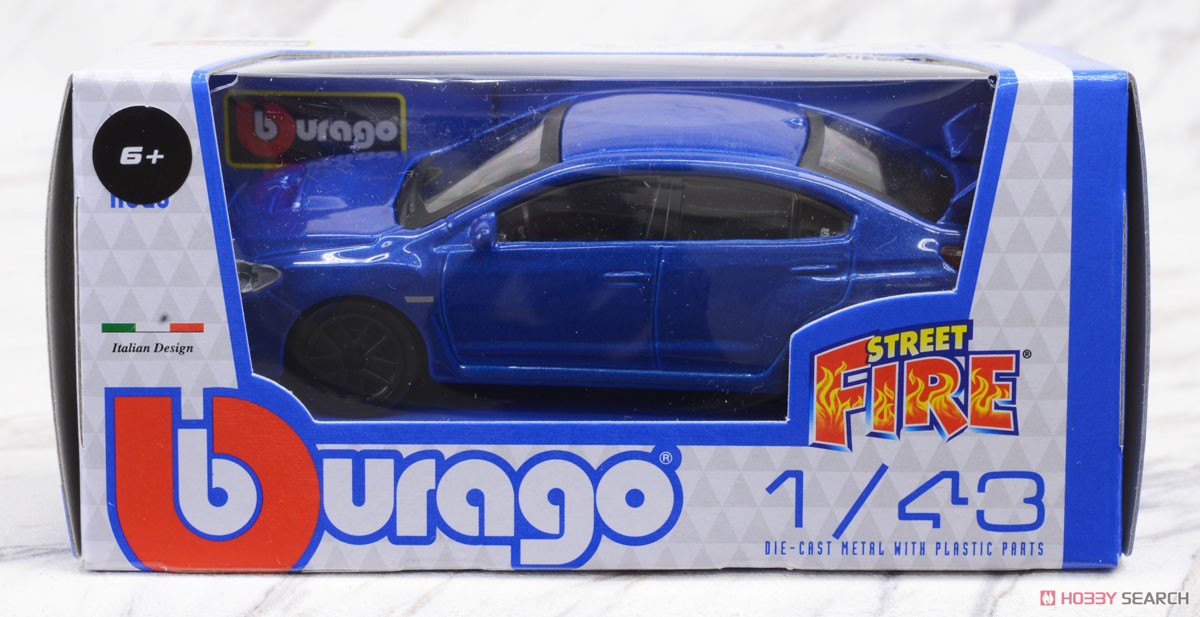 6+
burago
Italian Design
STREET
FIRE®
burago®
1/43
DIE-CAST METAL WITH PLASTIC PARTS
HOBBY SEARCH